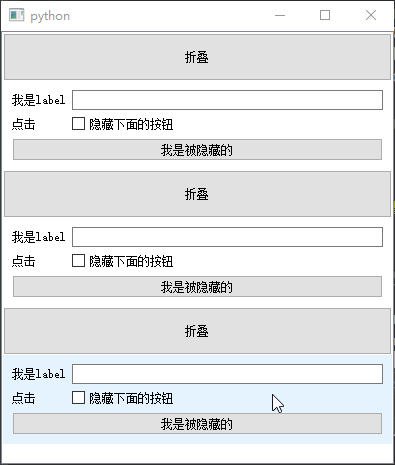 python
折叠
我是label
点击 隐藏下面的按钮
我是被隐藏的
折叠
我是label
点击 隐藏下面的按钮
我是被隐藏的
折叠
我是label
点击 隐藏下面的按钮
我是被隐藏的